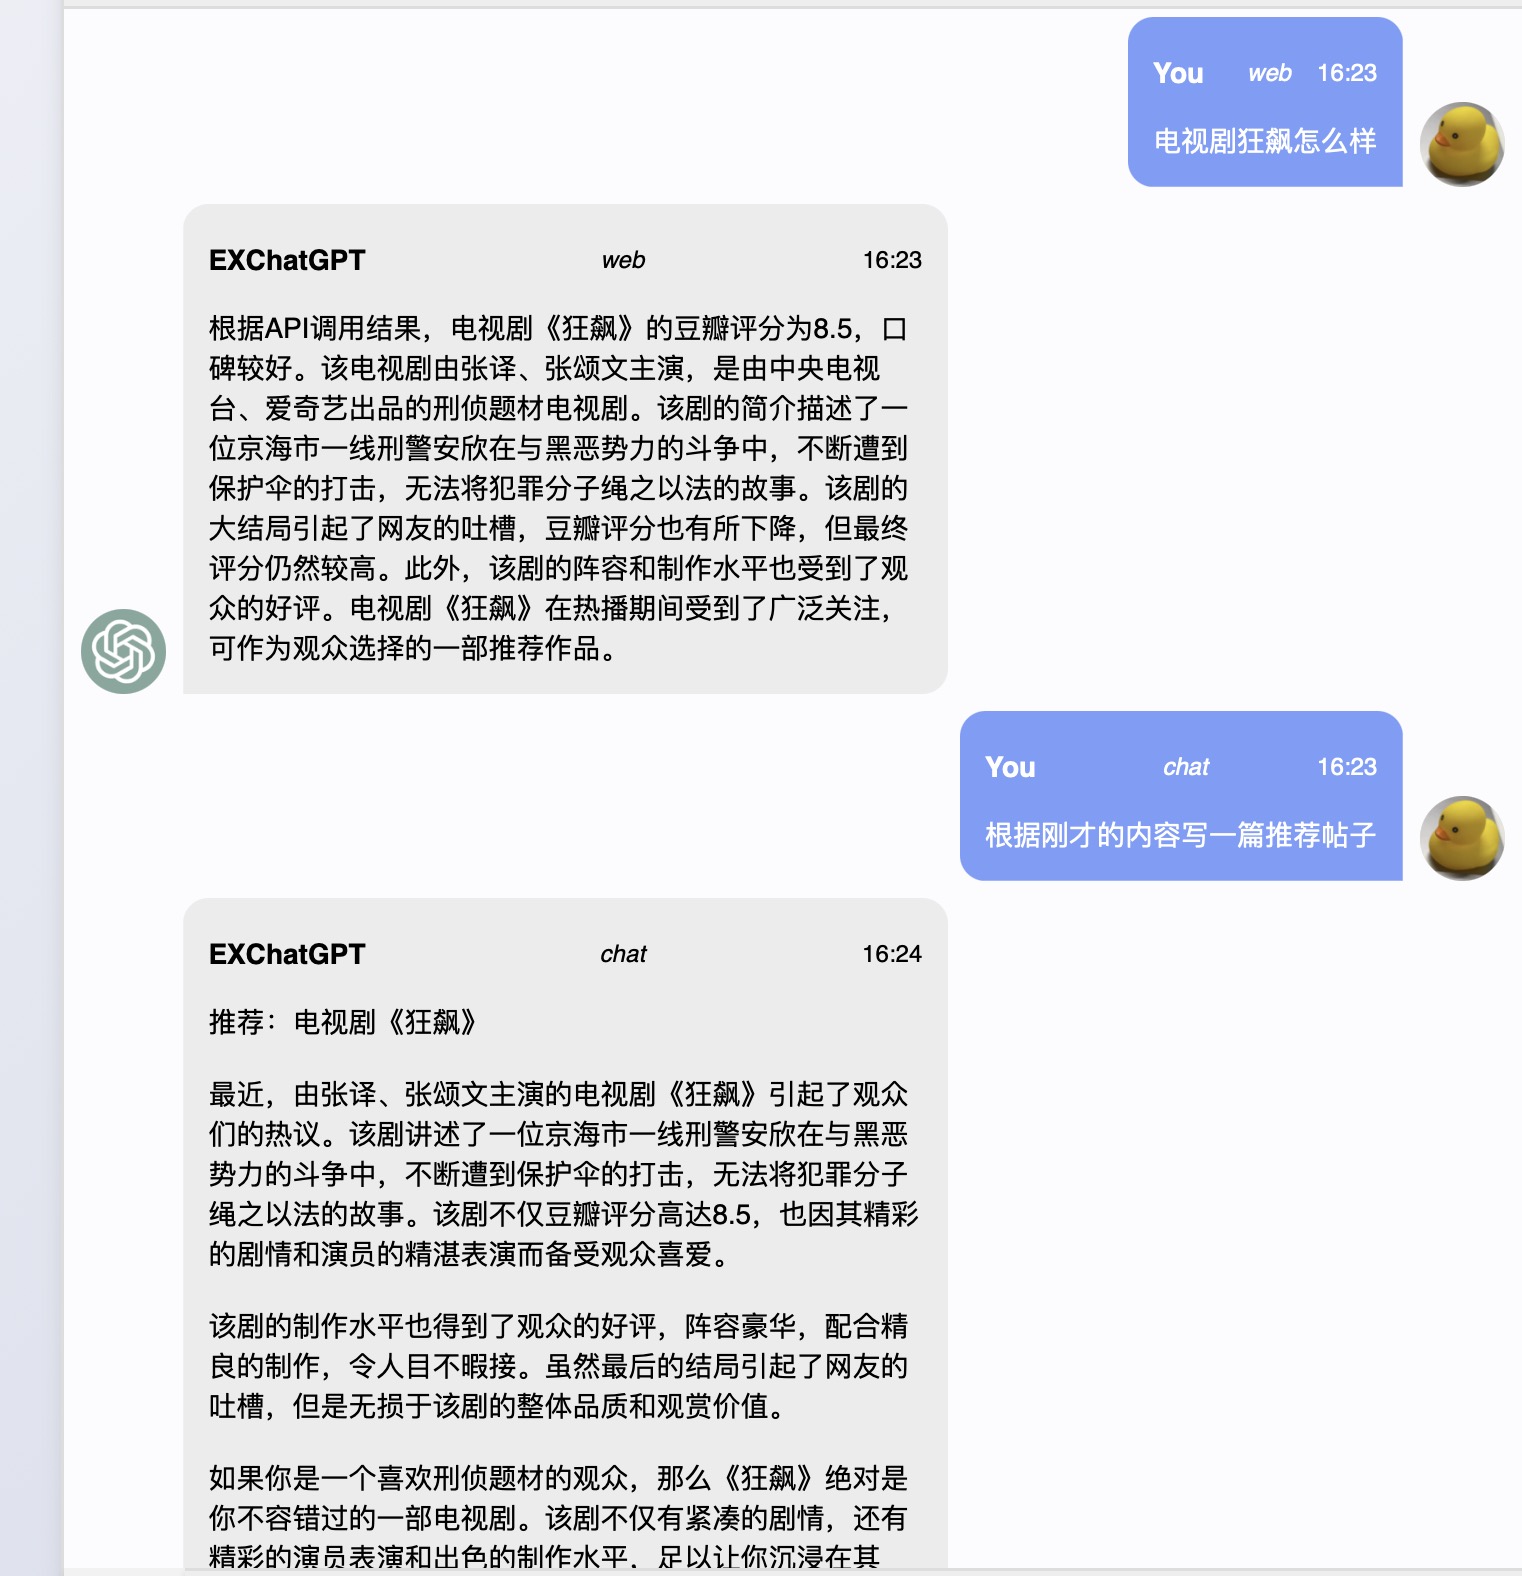 You web 16:23
电视剧狂飙怎么样
EXChatGPT web 16:23
根据API调用结果，电视剧《狂飙》的豆瓣评分为8.5，口
碑较好。该电视剧由张译、张颂文主演，是由中央电视
台、爱奇艺出品的刑侦题材电视剧。该剧的简介描述了一
位京海市一线刑警安欣在与黑恶势力的斗争中，不断遭到
保护伞的打击，无法将犯罪分子绳之以法的故事。该剧的
大结局引起了网友的吐槽，豆瓣评分也有所下降，但最终
评分仍然较高。此外，该剧的阵容和制作水平也受到了观
众的好评。电视剧《狂飙》在热播期间受到了广泛关注，
可作为观众选择的一部推荐作品。
You chat 16:23
根据刚才的内容写一篇推荐帖子
EXChatGPT chat 16:24
推荐：电视剧《狂飙》
最近，由张译、张颂文主演的电视剧《狂飙》引起了观众
们的热议。该剧讲述了一位京海市一线刑警安欣在与黑恶
势力的斗争中，不断遭到保护伞的打击，无法将犯罪分子
绳之以法的故事。该剧不仅豆瓣评分高达8.5，也因其精彩
的剧情和演员的精湛表演而备受观众喜爱。
该剧的制作水平也得到了观众的好评，阵容豪华，配合精
良的制作，令人目不暇接。虽然最后的结局引起了网友的
吐槽，但是无损于该剧的整体品质和观赏价值。
如果你是一个喜欢刑侦题材的观众，那么《狂飙》绝对是
你不容错过的一部电视剧。该剧不仅有紧凑的剧情，还有
精彩的演员表演和出色的制作水平，足以让你沉浸在其